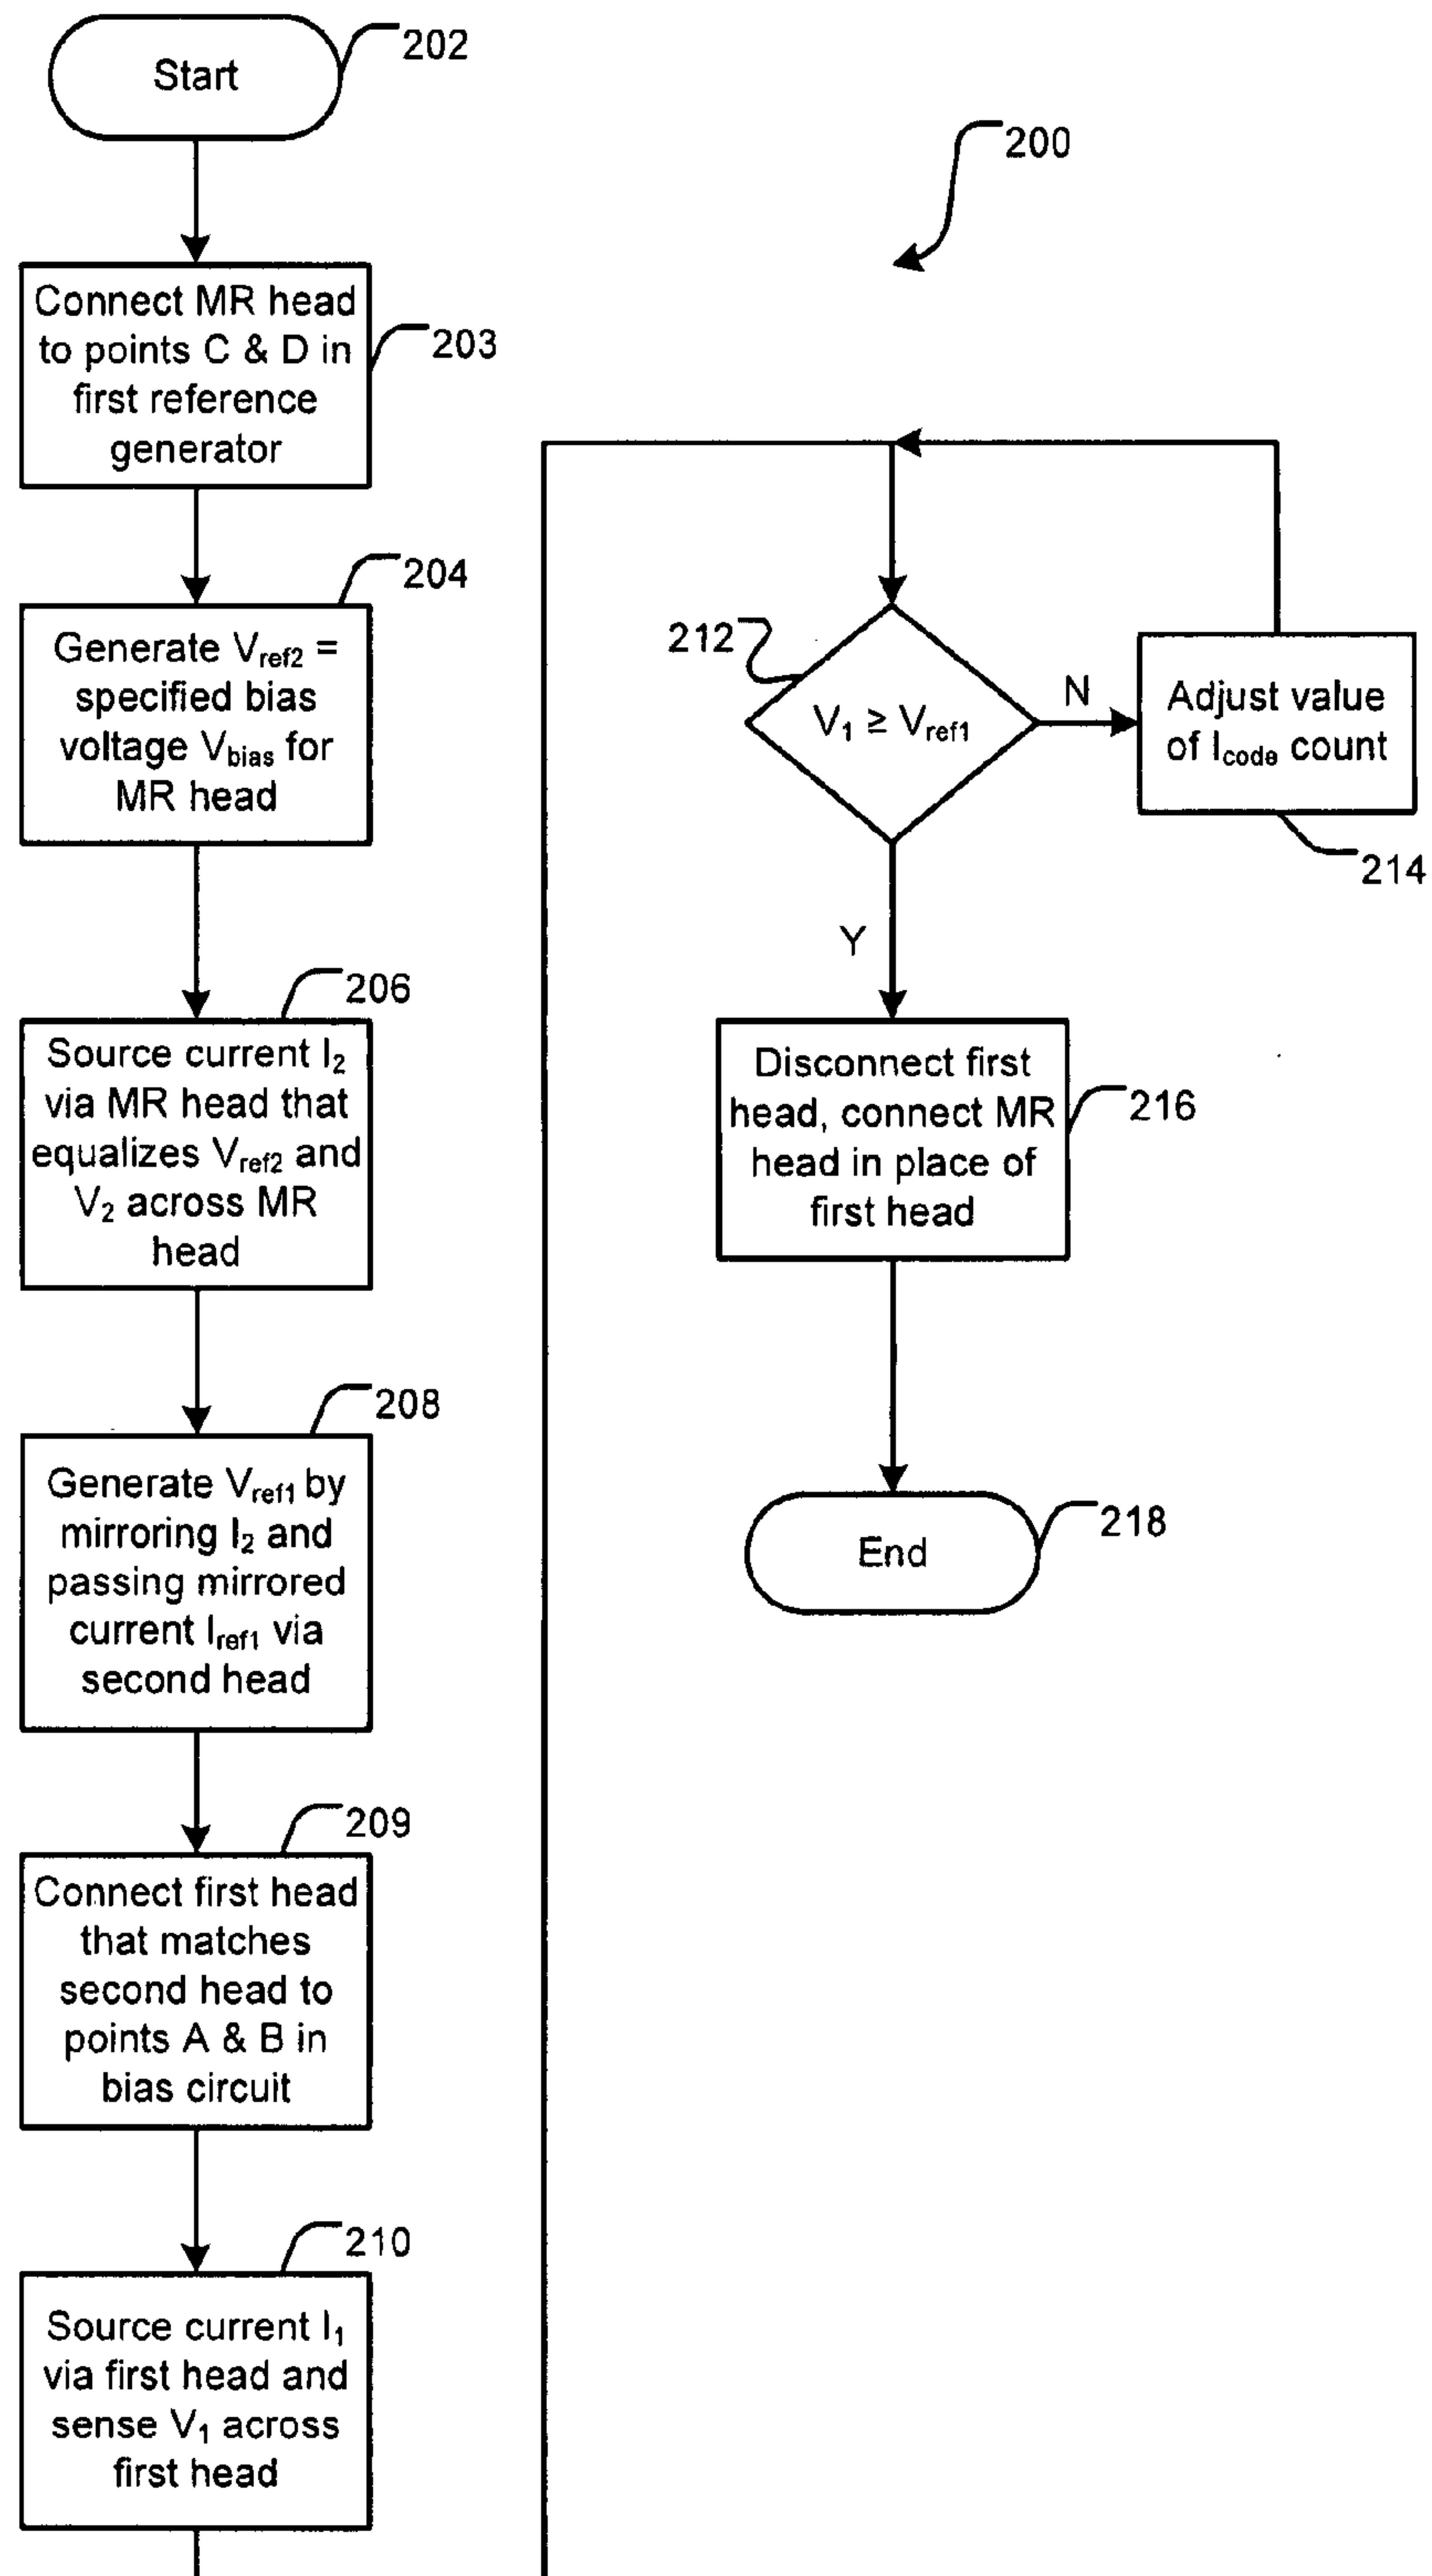 Start
202
200
Connect MR head
to points C & D in
first reference
generator
203
204
Generate Vref2 =
specified bias
voltage Vbias for
MR head
206
Source current I2
via MR head that
equalizes Vref2 and
V2 across MR
head
208
Generate Vref1 by
mirroring I2 and
passing mirrored
current Iref1 via
second head
209
Connect first head
that matches
second head to
points A & B in
bias circuit
210
Source current I1
via first head and
sense V1 across
first head
212
V1 ≥ Vref1
N
Adjust value
of Icode count
214
Y
Disconnect first
head, connect MR
head in place of
first head
216
End
218